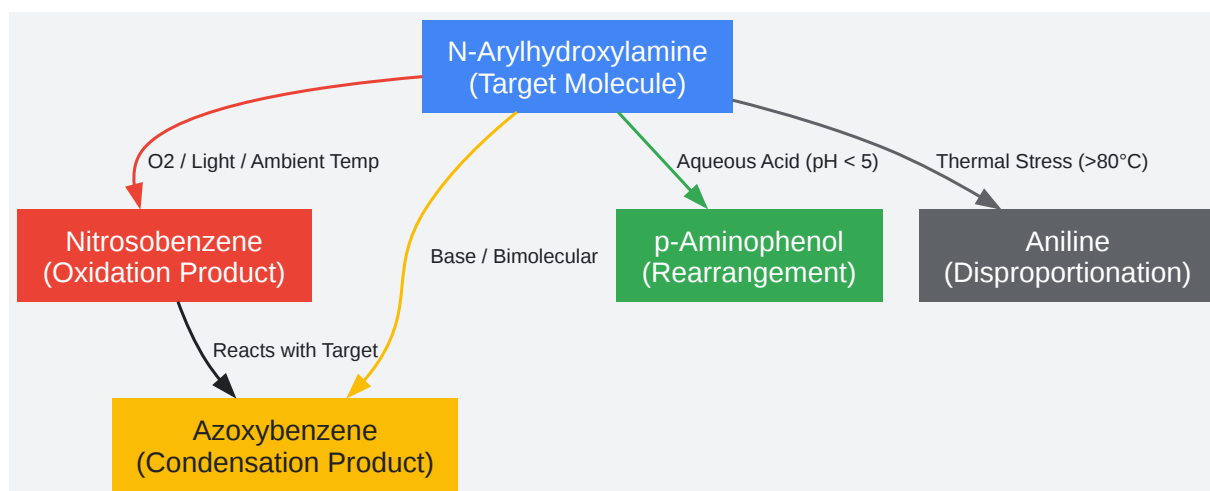 N-Arylhydroxylamine
(Target Molecule)
O2 / Light / Ambient Temp
Aqueous Acid (pH < 5)
Thermal Stress (>80°C)
Nitrosobenzene
(Oxidation Product)
Base / Bimolecular
p-Aminophenol
(Rearrangement)
Aniline
(Disproportionation)
Reacts with Target
Azoxybenzene
(Condensation Product)